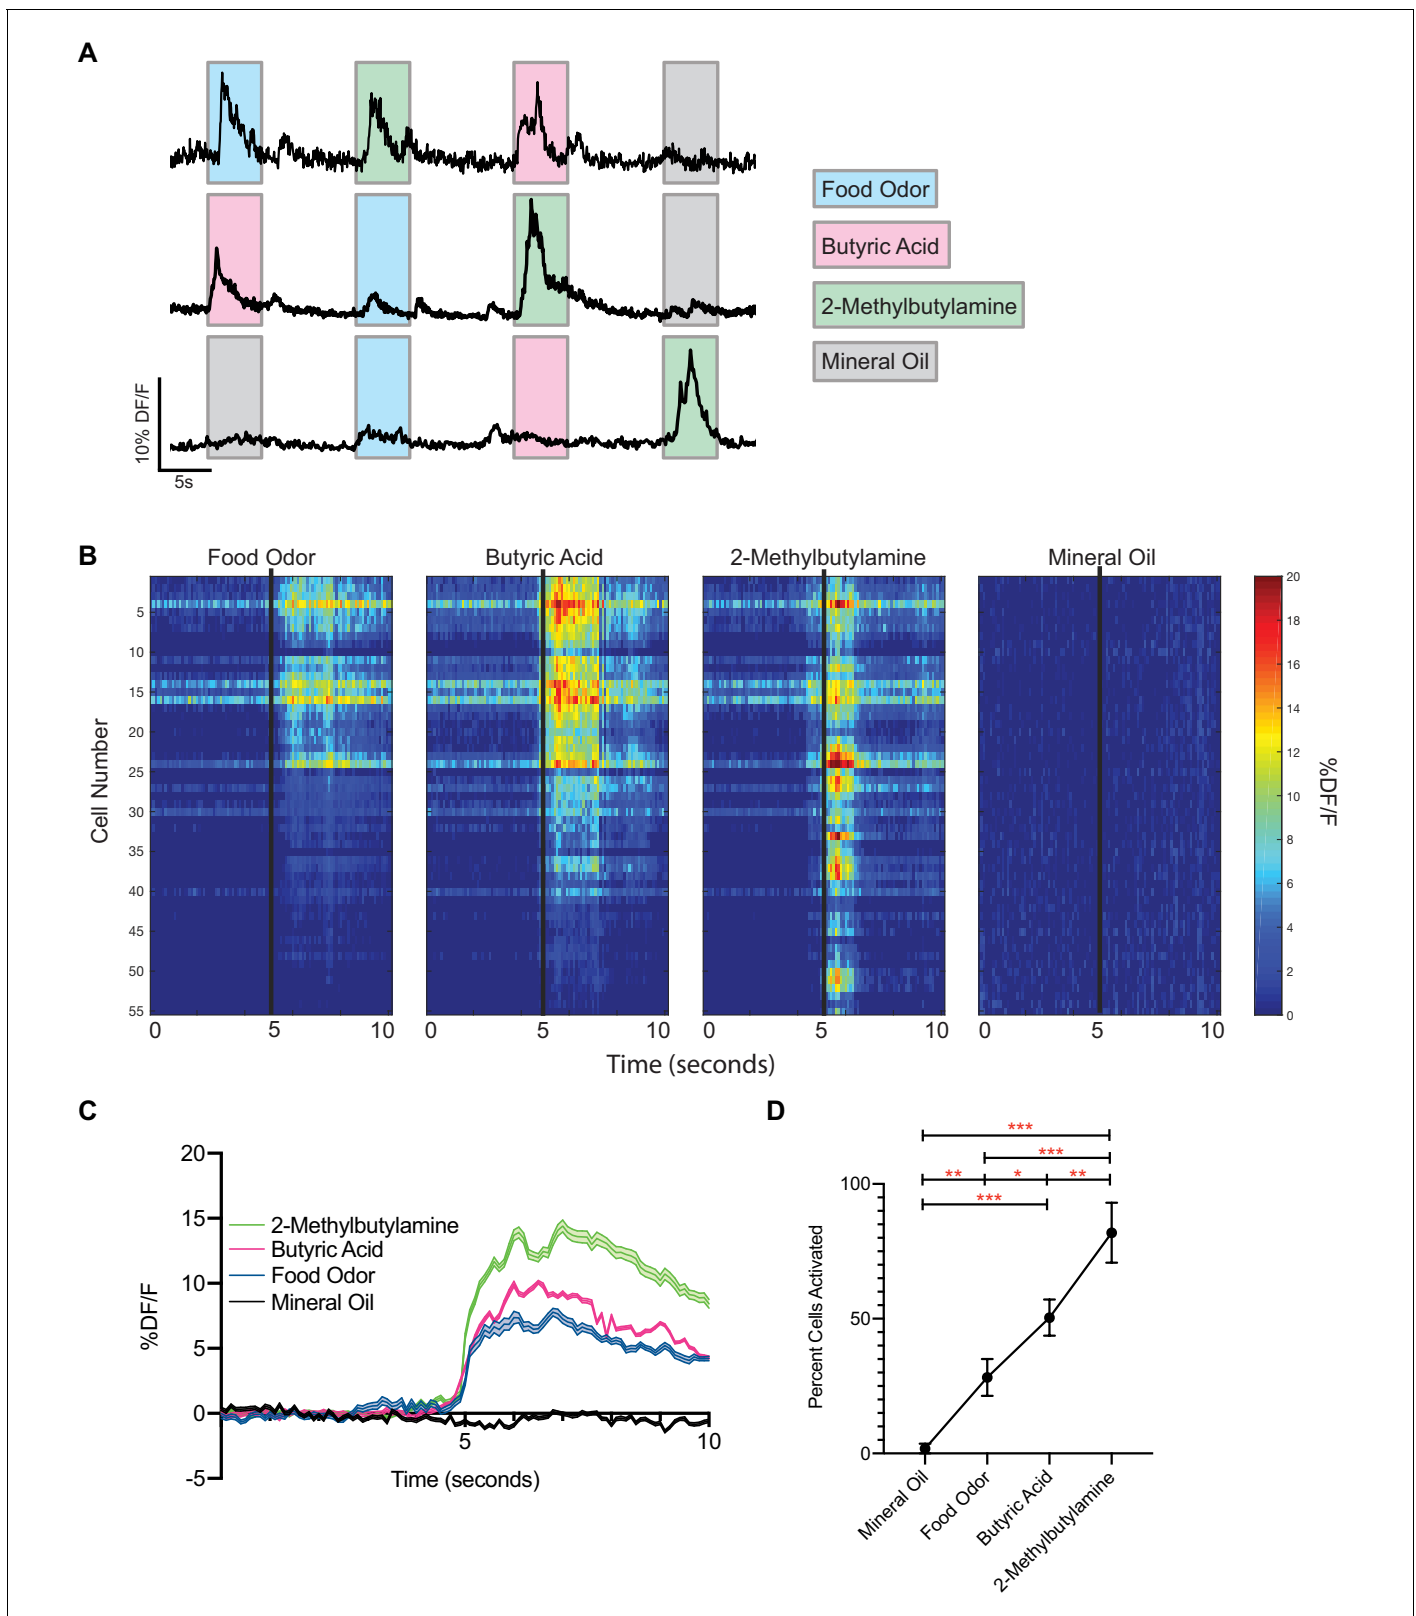 A
Food Odor
Butyric Acid
2-Methylbutylamine
Mineral Oil
10% DF/F
5s
B
Food Odor
Butyric Acid
2-Methylbutylamine
Mineral Oil
Cell Number
5
10
15
20
25
30
35
40
45
50
55
0 5 10
0 5 10
0 5 10
0 5 10
Time (seconds)
20
18
16
14
12
10
8
6
4
2
0
%DF/F
C
20
15
10
5
0
-5
%DF/F
2-Methylbutylamine
Butyric Acid
Food Odor
Mineral Oil
5 10
Time (seconds)
D
***
***
** * **
***
100
50
0
Percent Cells Activated
Mineral Oil
Food Odor
Butyric Acid
2-Methylbutylamine